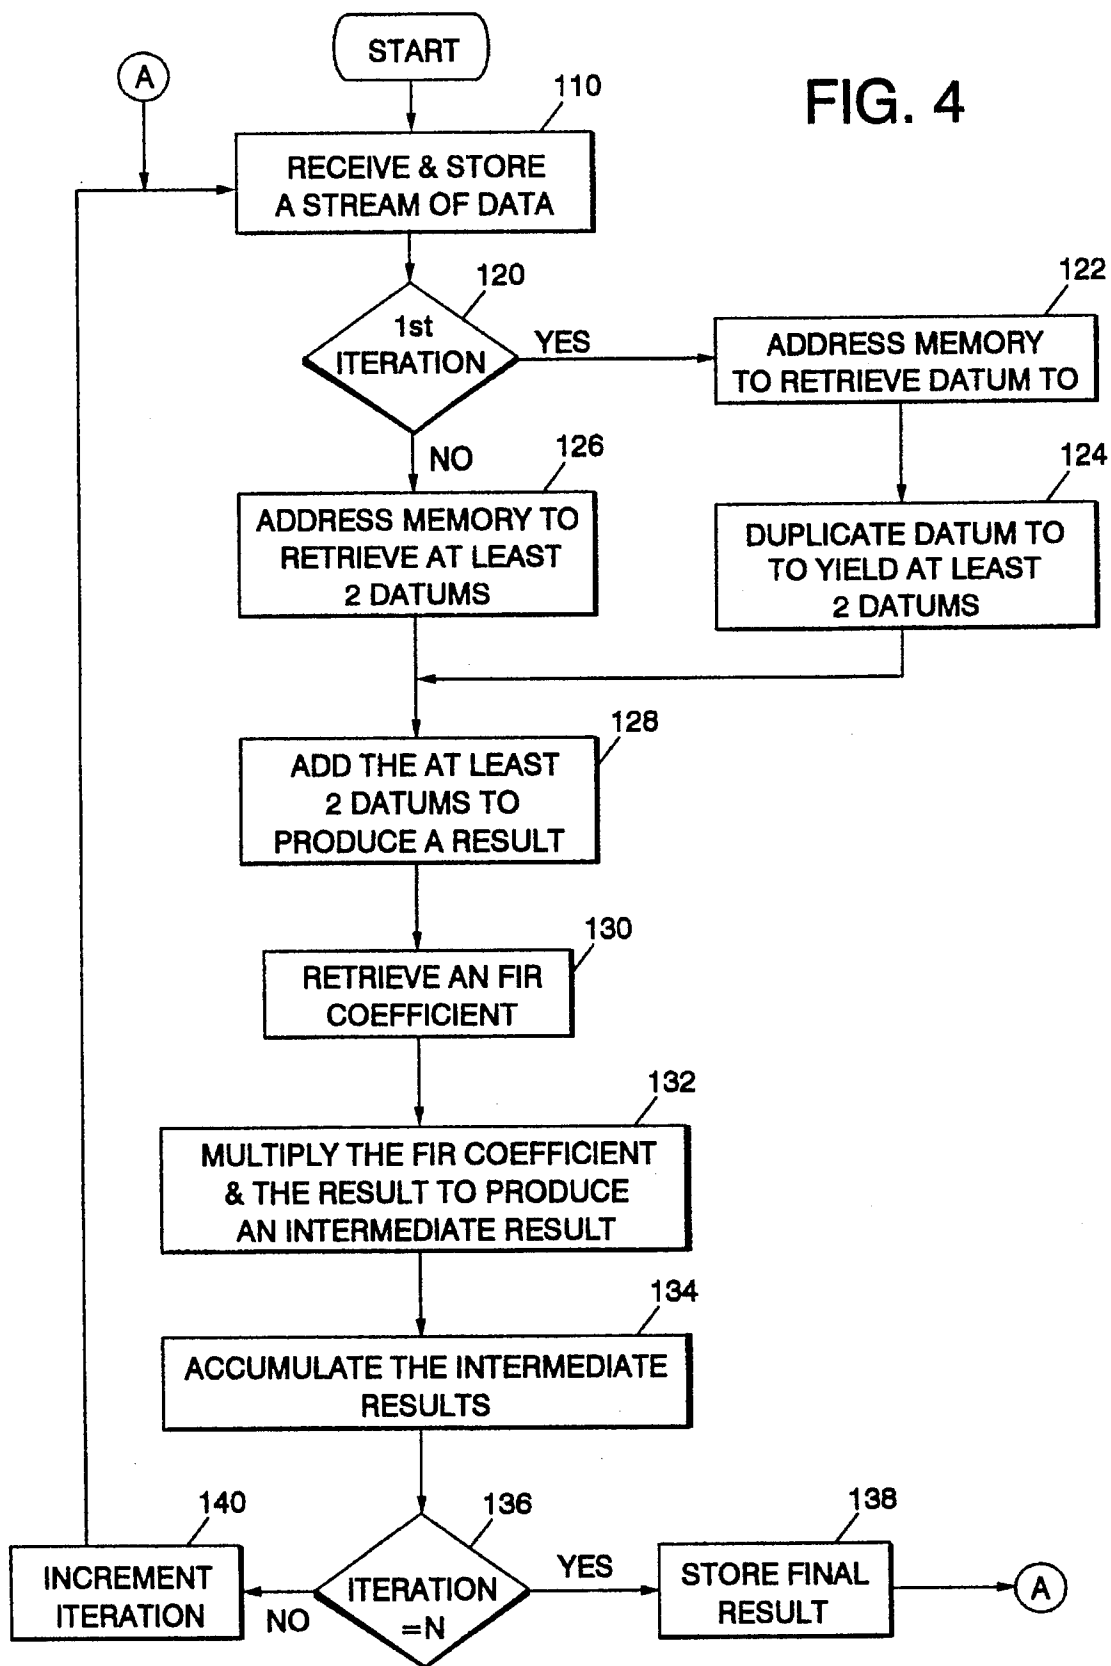 START
A
FIG. 4
110
RECEIVE & STORE
A STREAM OF DATA
120
1st
ITERATION
YES
122
ADDRESS MEMORY
TO RETRIEVE DATUM TO
NO
126
ADDRESS MEMORY TO
RETRIEVE AT LEAST
2 DATUMS
124
DUPLICATE DATUM TO
TO YIELD AT LEAST
2 DATUMS
128
ADD THE AT LEAST
2 DATUMS TO
PRODUCE A RESULT
130
RETRIEVE AN FIR
COEFFICIENT
132
MULTIPLY THE FIR COEFFICIENT
& THE RESULT TO PRODUCE
AN INTERMEDIATE RESULT
134
ACCUMULATE THE INTERMEDIATE
RESULTS
140
INCREMENT
ITERATION
NO
136
ITERATION
=N
YES
138
STORE FINAL
RESULT
A